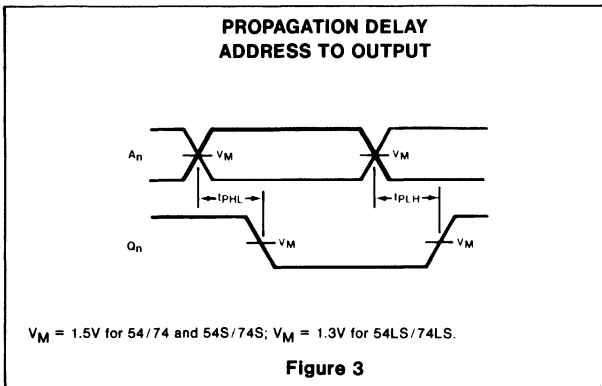 PROPAGATION DELAY
ADDRESS TO OUTPUT
An
VM
VM
tPHL
tPLH
Qn
VM
VM
VM = 1.5V for 54/74 and 54S/74S; VM = 1.3V for 54LS/74LS.
Figure 3